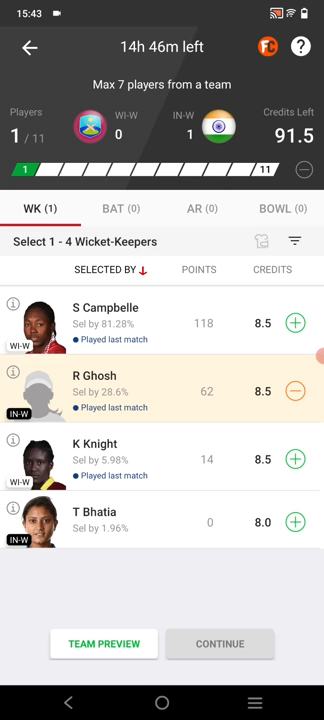 15:43
14h 46m left
FC
?
Max 7 players from a team
Players
1 / 11
WI-W
0
IN-W
1
Credits Left
91.5
1
11
WK (1)
BAT (0)
AR (0)
BOWL (0)
Select 1 - 4 Wicket-Keepers
SELECTED BY
POINTS
CREDITS
i
S Campbelle
Sel by 81.28%
Played last match
118
8.5
WI-W
i
R Ghosh
Sel by 28.6%
Played last match
62
8.5
IN-W
i
K Knight
Sel by 5.98%
Played last match
14
8.5
WI-W
i
T Bhatia
Sel by 1.96%
0
8.0
IN-W
TEAM PREVIEW
CONTINUE